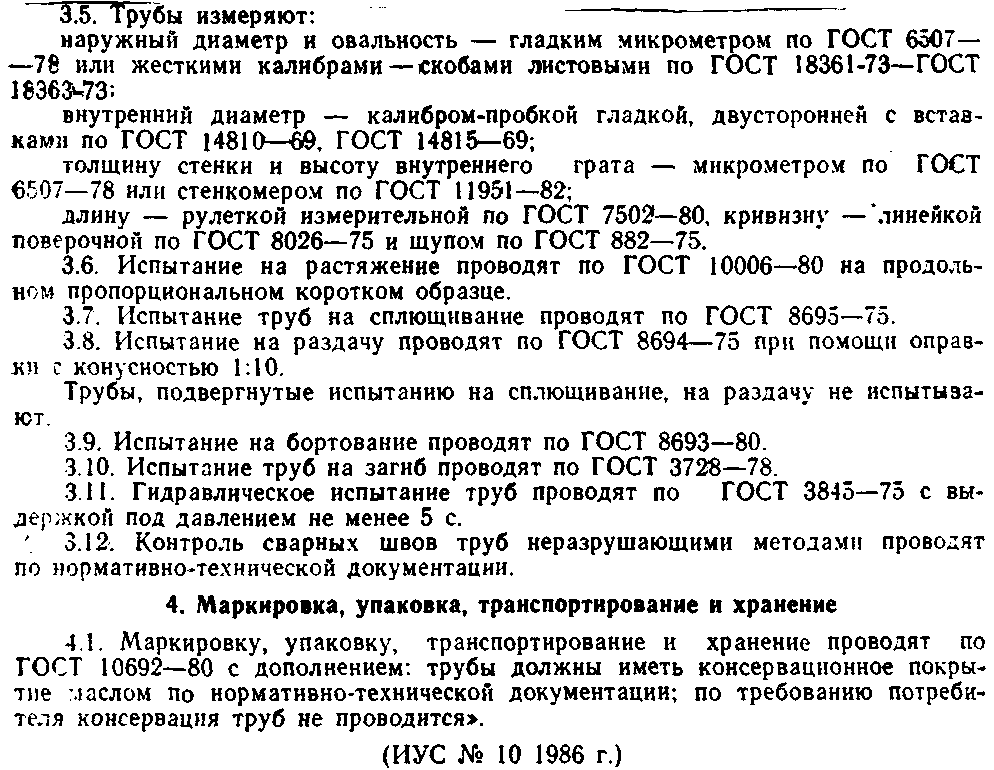 3.5. Трубы измеряют:
наружный диаметр и овальность — гладким микрометром по ГОСТ 6507—
—78 или жесткими калибрами — скобами листовыми по ГОСТ 18361-73—ГОСТ
18363-73;
внутренний диаметр — калибром-пробкой гладкой, двусторонней с встав-
ками по ГОСТ 14810—69, ГОСТ 14815—69;
толщину стенки и высоту внутреннего грата — микрометром по ГОСТ
6507—78 или стенкомером по ГОСТ 11951—82;
длину — рулеткой измерительной по ГОСТ 7502—80, кривизну — линейкой
поверочной по ГОСТ 8026—75 и щупом по ГОСТ 882—75.
3.6. Испытание на растяжение проводят по ГОСТ 10006—80 на продоль-
ном пропорциональном коротком образце.
3.7. Испытание труб на сплющивание проводят по ГОСТ 8695—75.
3.8. Испытание на раздачу проводят по ГОСТ 8694—75 при помощи оправ-
ки с конусностью 1:10.
Трубы, подвергнутые испытанию на сплющивание, на раздачу не испытыва-
ют.
3.9. Испытание на бортование проводят по ГОСТ 8693—80.
3.10. Испытание труб на загиб проводят по ГОСТ 3728—78.
3.11. Гидравлическое испытание труб проводят по ГОСТ 3845—75 с вы-
держкой под давлением не менее 5 с.
3.12. Контроль сварных швов труб неразрушающими методами проводят
по нормативно-технической документации.
4. Маркировка, упаковка, транспортирование и хранение
4.1. Маркировку, упаковку, транспортирование и хранение проводят по
ГОСТ 10692—80 с дополнением: трубы должны иметь консервационное покры-
тие маслом по нормативно-технической документации; по требованию потреби-
теля консервация труб не проводится».
(ИУС № 10 1986 г.)